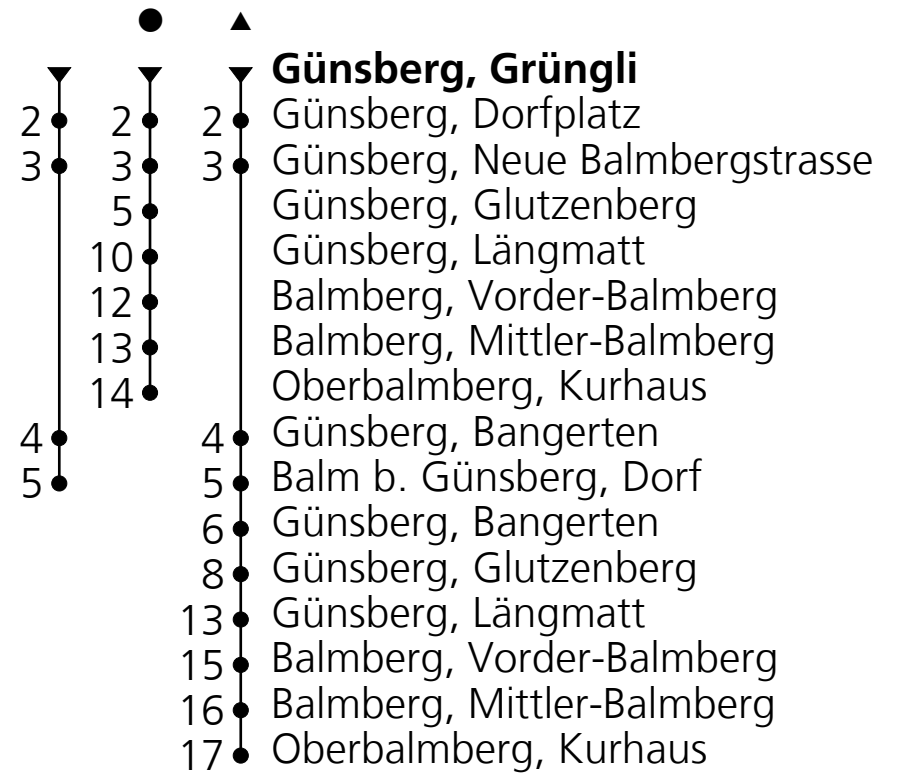 Günsberg, Grüngli
2 2 2 Günsberg, Dorfplatz
3 3 3 Günsberg, Neue Balmbergstrasse
5 Günsberg, Glutzenberg
10 Günsberg, Längmatt
12 Balmberg, Vorder-Balmberg
13 Balmberg, Mittler-Balmberg
14 Oberbalmberg, Kurhaus
4 4 Günsberg, Bangerten
5 5 Balm b. Günsberg, Dorf
6 Günsberg, Bangerten
8 Günsberg, Glutzenberg
13 Günsberg, Längmatt
15 Balmberg, Vorder-Balmberg
16 Balmberg, Mittler-Balmberg
17 Oberbalmberg, Kurhaus